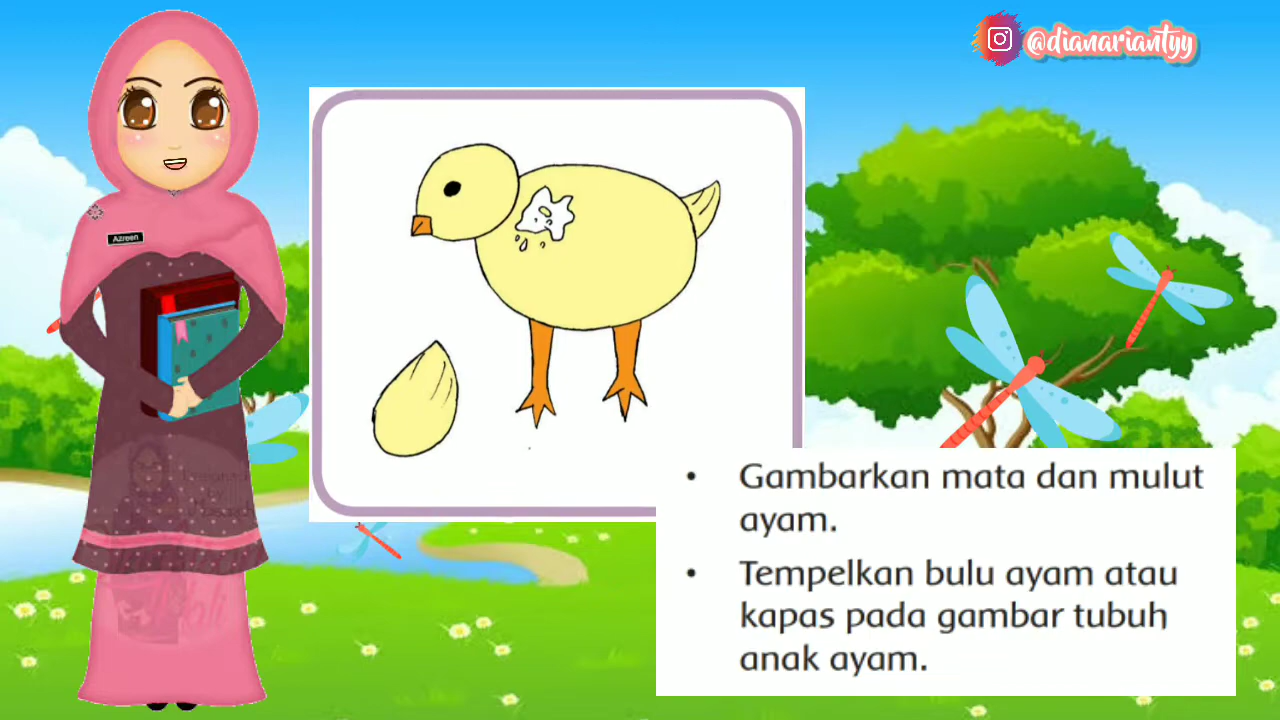 @dianariantyy
Azreen
• Gambarkan mata dan mulut
ayam.
• Tempelkan bulu ayam atau
kapas pada gambar tubuh
anak ayam.